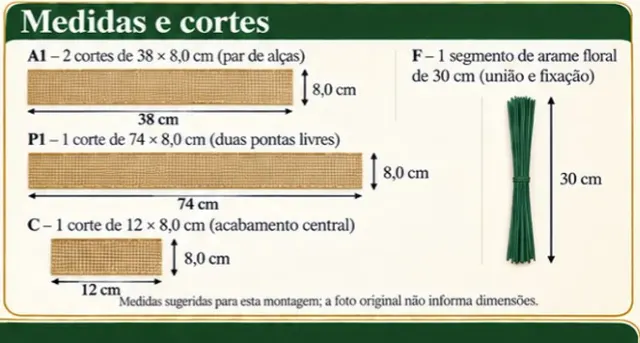 Medidas e cortes
A1 – 2 cortes de 38 × 8,0 cm (par de alças)
8,0 cm
38 cm
P1 – 1 corte de 74 × 8,0 cm (duas pontas livres)
8,0 cm
74 cm
C – 1 corte de 12 × 8,0 cm (acabamento central)
8,0 cm
12 cm
F – 1 segmento de arame floral
de 30 cm (união e fixação)
30 cm
Medidas sugeridas para esta montagem; a foto original não informa dimensões.